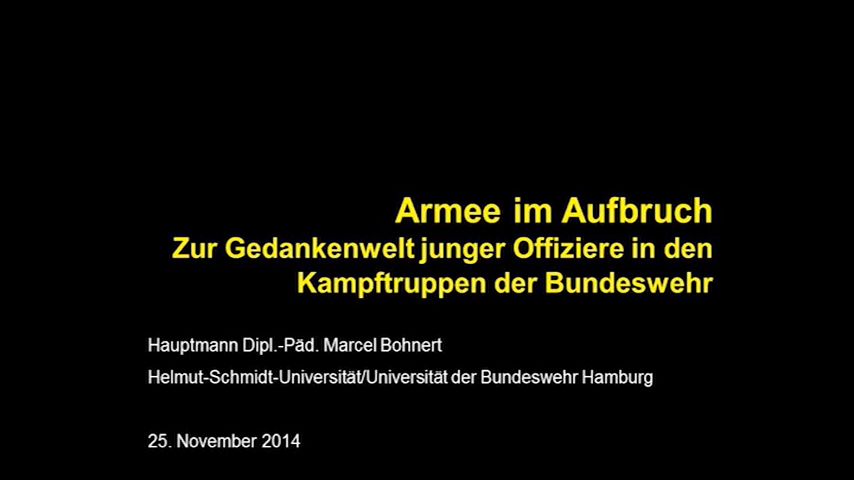 Armee im Aufbruch
Zur Gedankenwelt junger Offiziere in den
Kampftruppen der Bundeswehr
Hauptmann Dipl.-Päd. Marcel Bohnert
Helmut-Schmidt-Universität/Universität der Bundeswehr Hamburg
25. November 2014